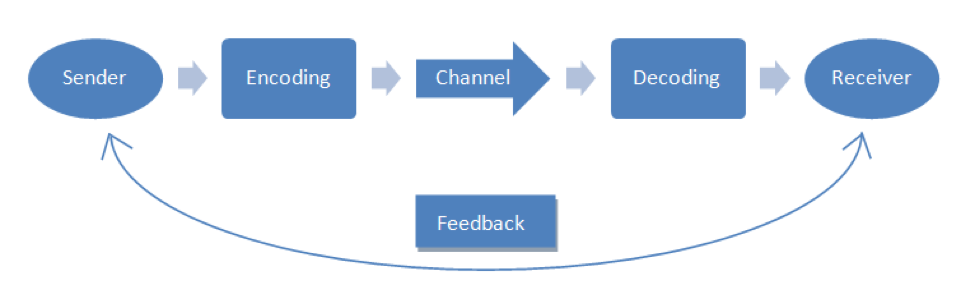 Sender
Encoding
Channel
Decoding
Receiver
Feedback